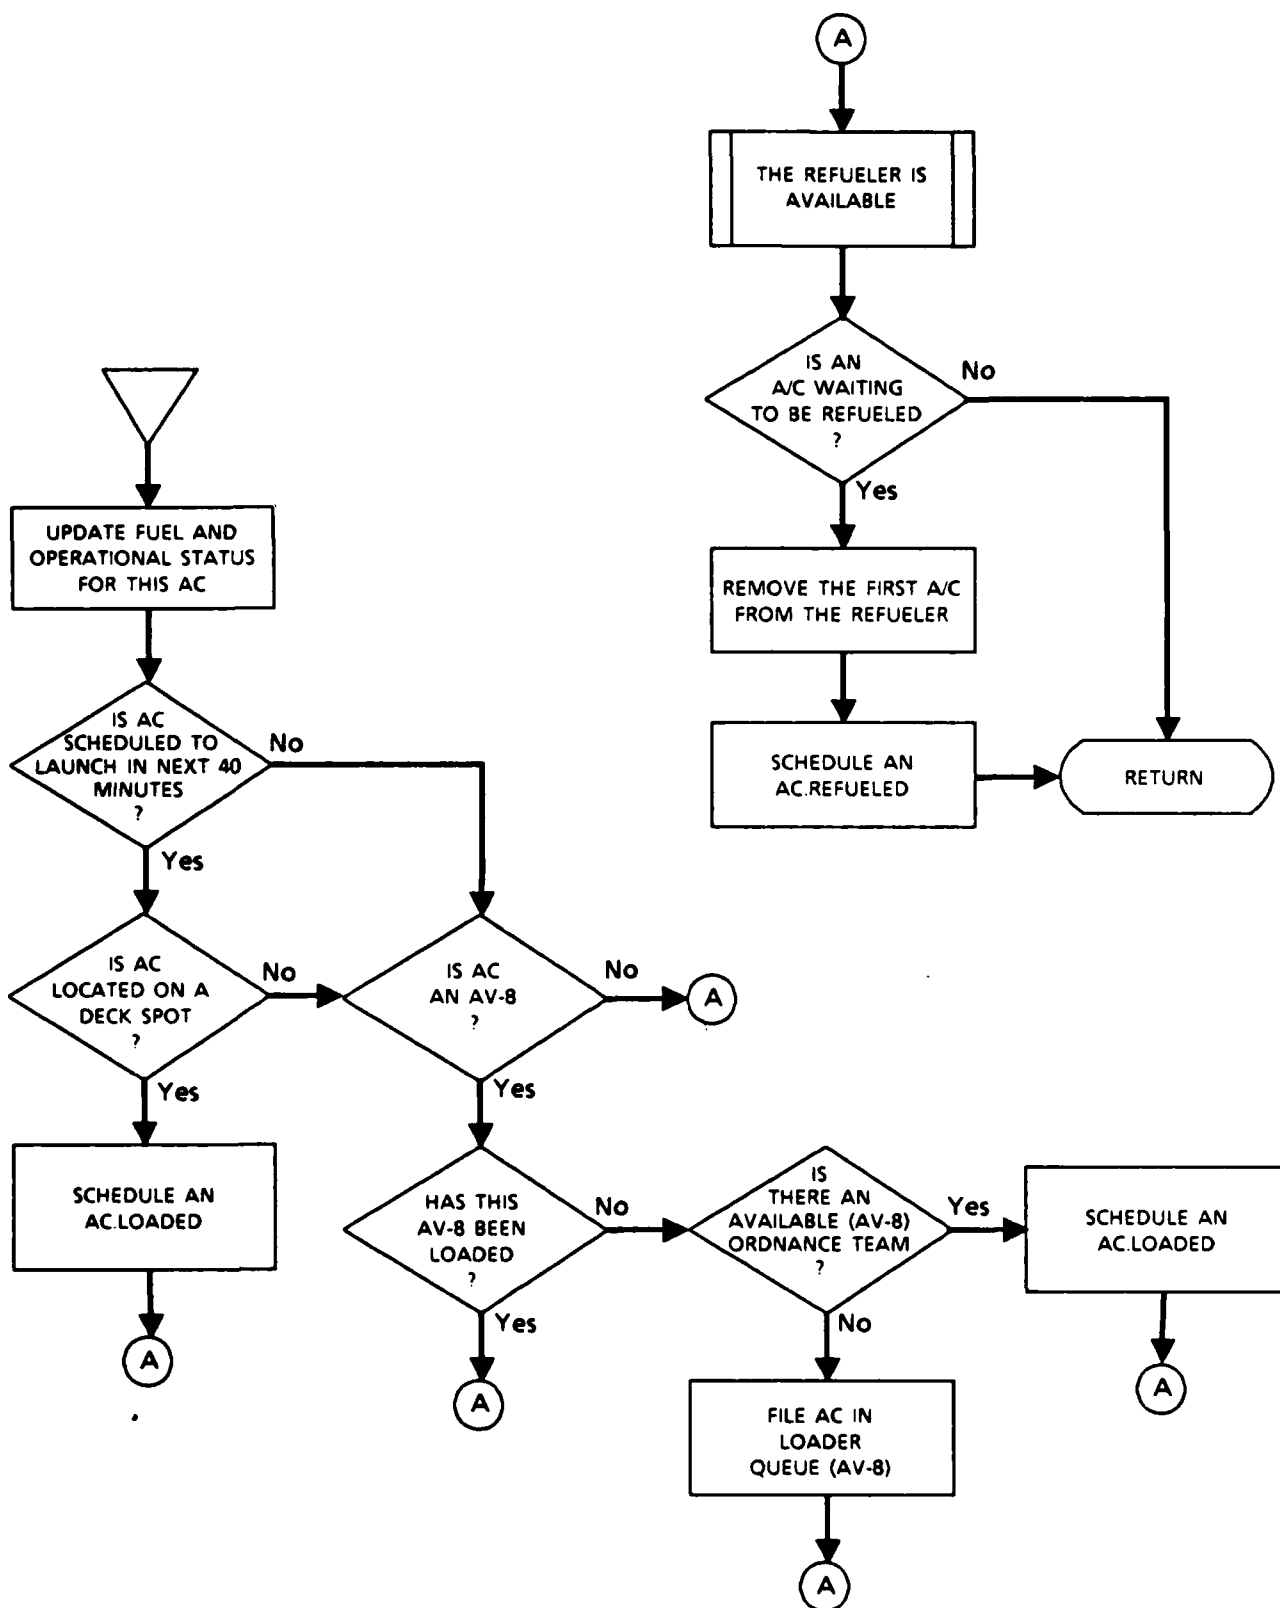 A
THE REFUELER IS
AVAILABLE
IS AN
A/C WAITING
TO BE REFUELED
?
No
Yes
REMOVE THE FIRST A/C
FROM THE REFUELER
SCHEDULE AN
AC.REFUELED
RETURN
UPDATE FUEL AND
OPERATIONAL STATUS
FOR THIS AC
IS AC
SCHEDULED TO
LAUNCH IN NEXT 40
MINUTES
?
No
Yes
IS AC
LOCATED ON A
DECK SPOT
?
No
Yes
SCHEDULE AN
AC.LOADED
A
IS AC
AN AV-8
?
No
A
Yes
HAS THIS
AV-8 BEEN
LOADED
?
No
Yes
A
IS
THERE AN
AVAILABLE (AV-8)
ORDNANCE TEAM
?
Yes
No
SCHEDULE AN
AC.LOADED
A
FILE AC IN
LOADER
QUEUE (AV-8)
A